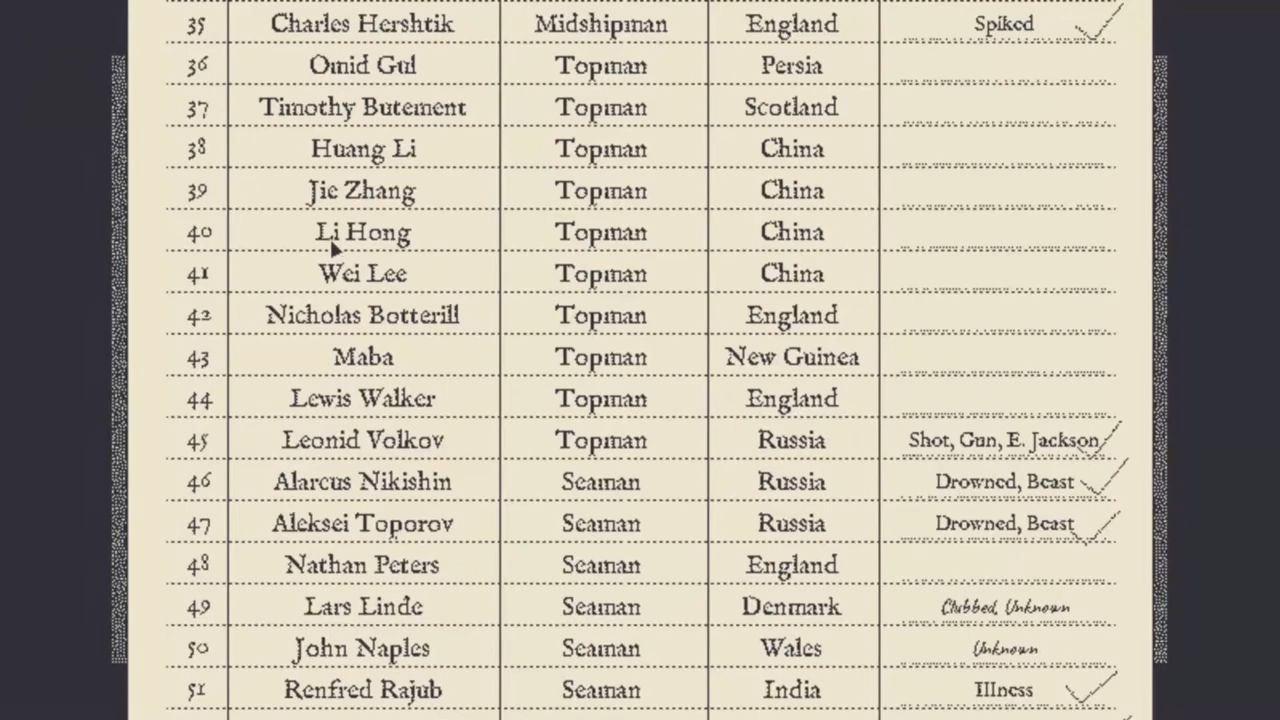 35 Charles Hershtik Midshipman England Spiked
36 Omid Gul Topman Persia
37 Timothy Butement Topman Scotland
38 Huang Li Topman China
39 Jie Zhang Topman China
40 Li Hong Topman China
41 Wei Lee Topman China
42 Nicholas Botterill Topman England
43 Maba Topman New Guinea
44 Lewis Walker Topman England
45 Leonid Volkov Topman Russia Shot, Gun, E. Jackson
46 Alarcus Nikishin Seaman Russia Drowned, Beast
47 Aleksei Toporov Seaman Russia Drowned, Beast
48 Nathan Peters Seaman England
49 Lars Linde Seaman Denmark Clubbed, Unknown
50 John Naples Seaman Wales Unknown
51 Renfred Rajub Seaman India Illness